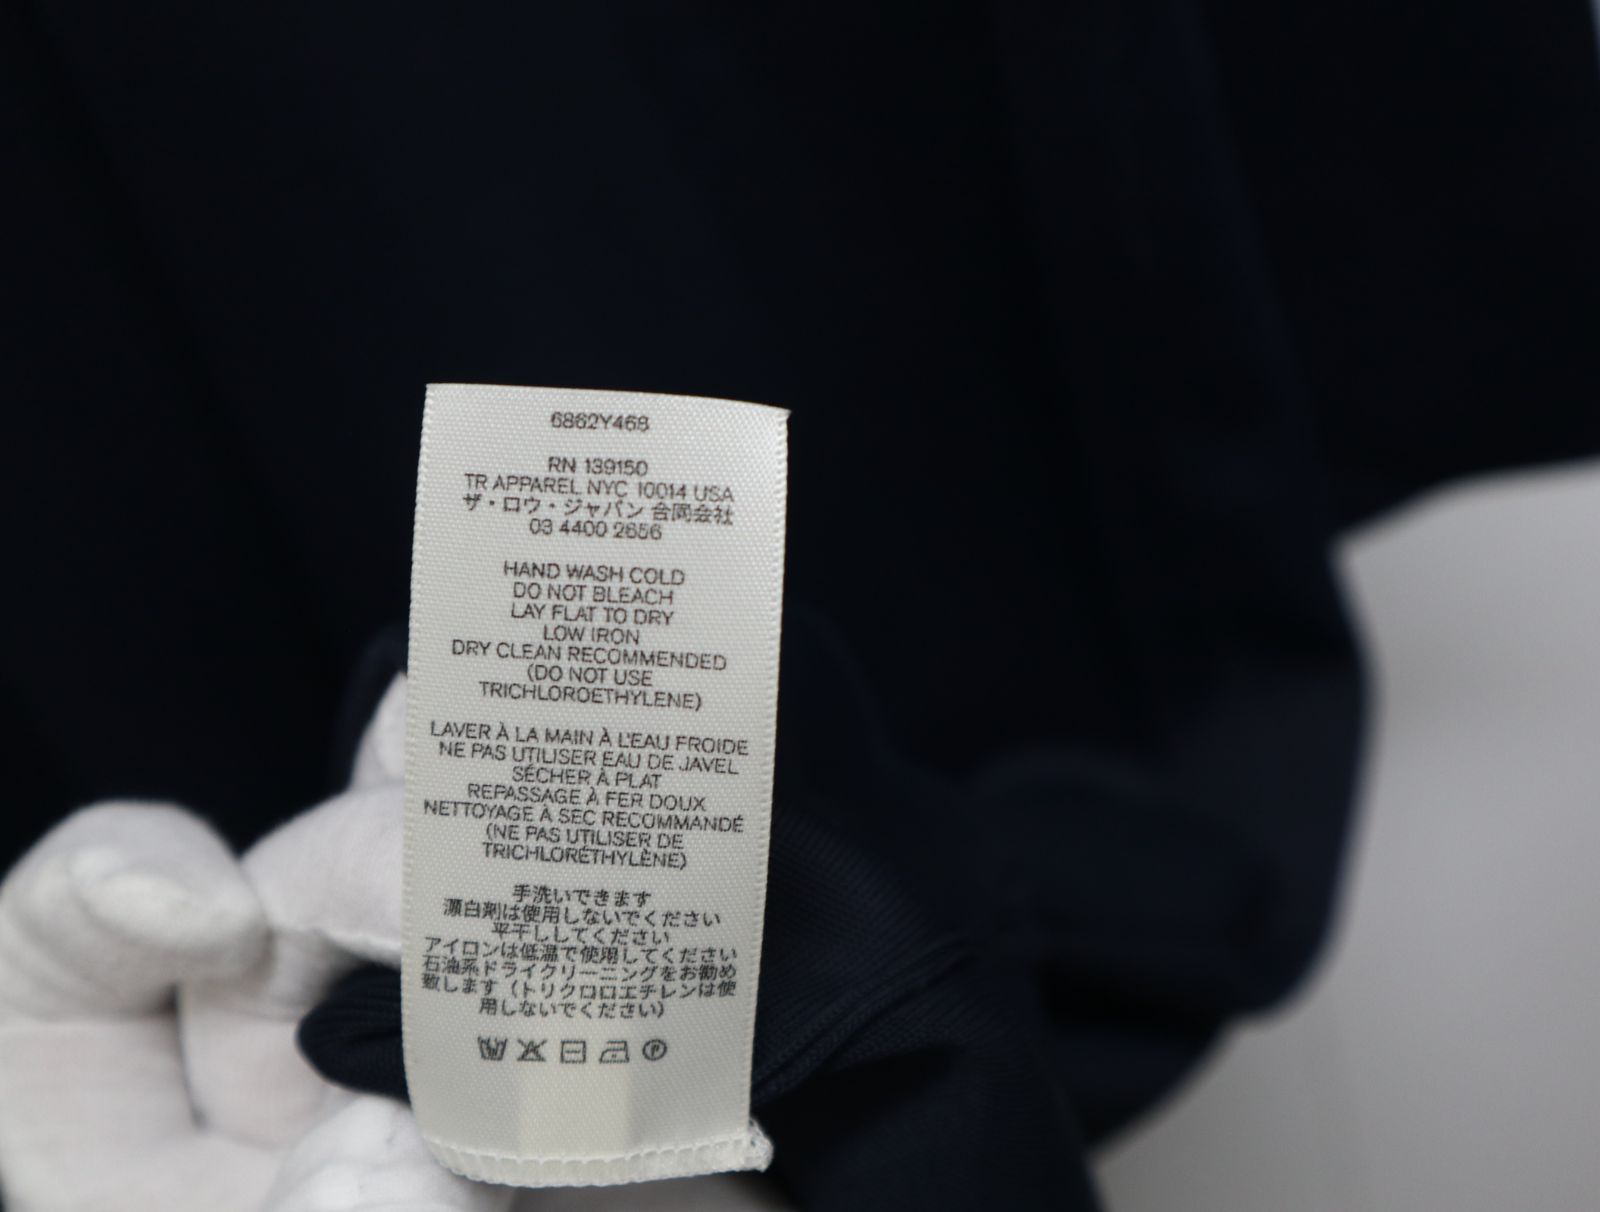 6862Y468
RN 139150
TR APPAREL NYC 10014 USA
ザ・ロウ・ジャパン 合同会社
03 4400 2656
HAND WASH COLD
DO NOT BLEACH
LAY FLAT TO DRY
LOW IRON
DRY CLEAN RECOMMENDED
(DO NOT USE
TRICHLOROETHYLENE)
LAVER À LA MAIN À L'EAU FROIDE
NE PAS UTILISER EAU DE JAVEL
SÉCHER À PLAT
REPASSAGE À FER DOUX
NETTOYAGE À SEC RECOMMANDÉ
(NE PAS UTILISER DE
TRICHLORÉTHYLÈNE)
手洗いできます
漂白剤は使用しないでください
平干ししてください
アイロンは低温で使用してください
石油系ドライクリーニングをお勧め
致します（トリクロロエチレンは使
用しないでください）
P